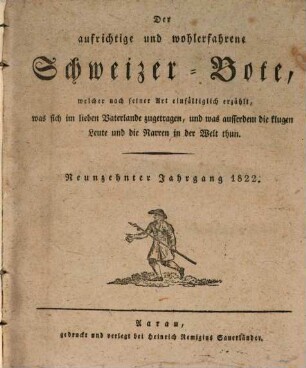 Der
aufrichtige und wohlerfahrene
Schweizer-Bote,
welcher nach seiner Art einfältiglich erzählt,
was sich im lieben Vaterlande zugetragen, und was ausserdem die klugen
Leute und die Narren in der Welt thun.
Neunzehnter Jahrgang 1822.
Aarau,
gedruckt und verlegt bei Heinrich Remigius Sauerländer.